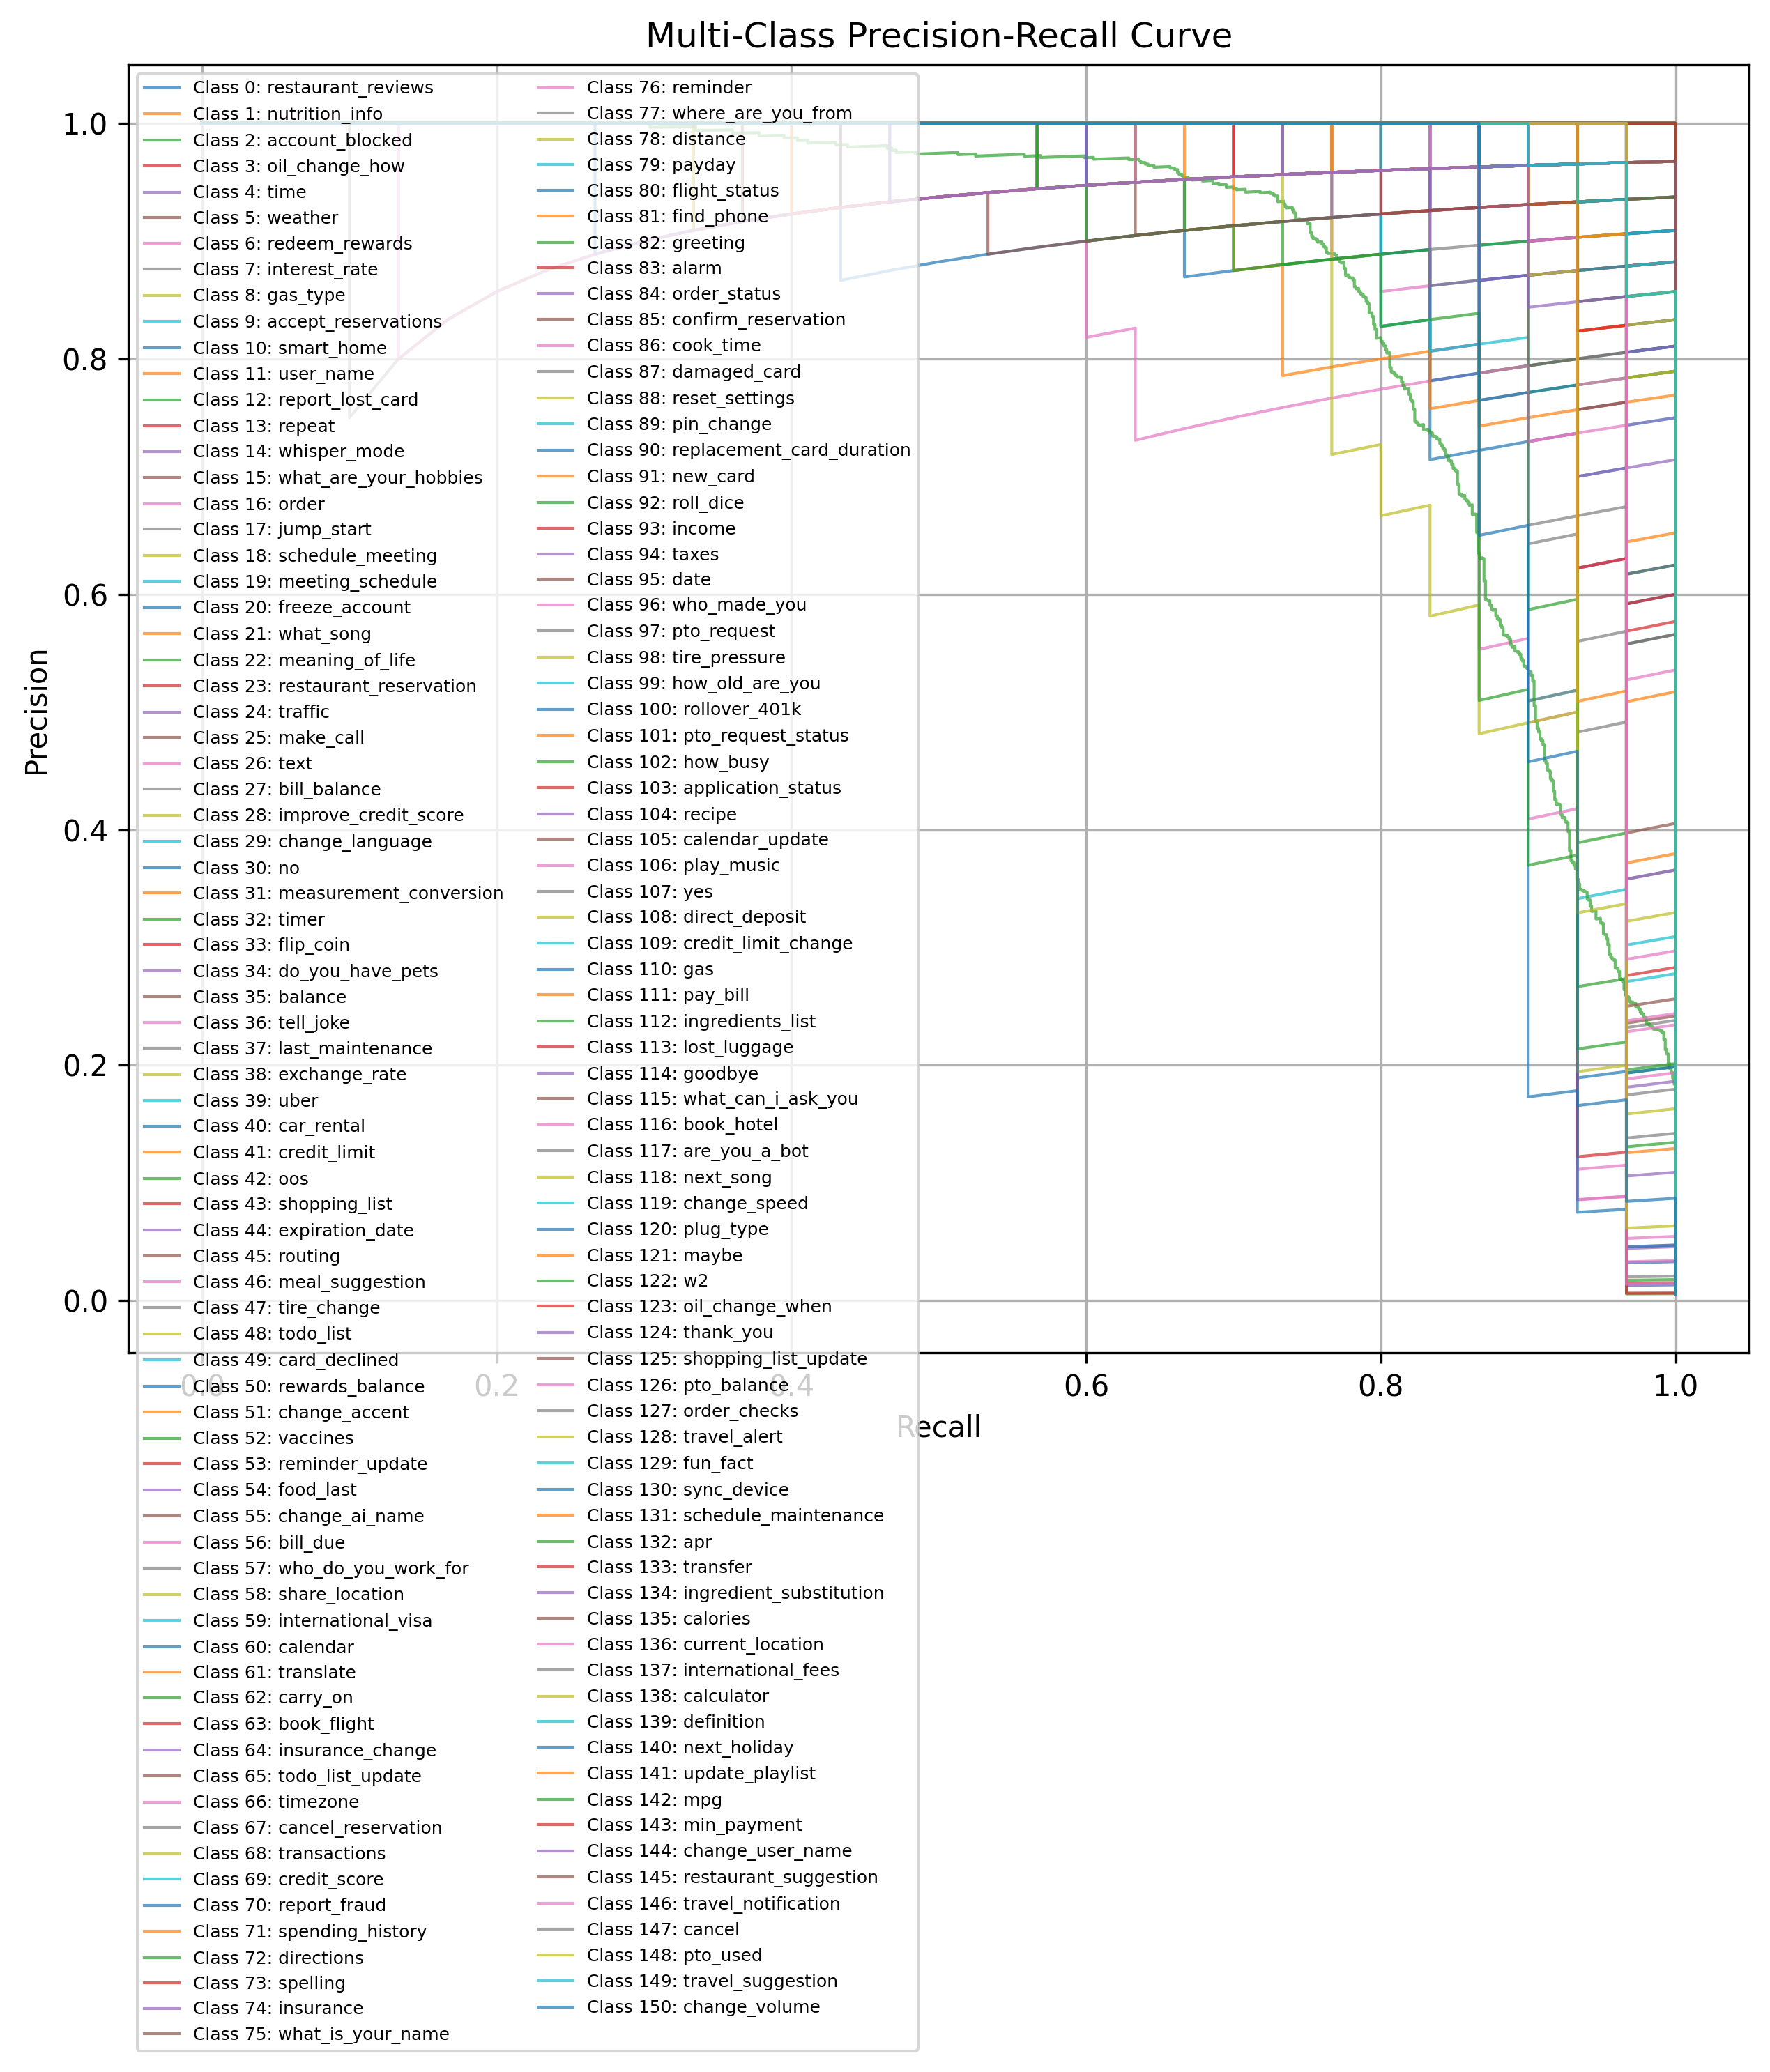 Multi-Class Precision-Recall Curve
Precision
1.0
0.8
0.6
0.4
0.2
0.0
0.0
0.2
0.4
0.6
0.8
1.0
Recall
Class 0: restaurant_reviews
Class 1: nutrition_info
Class 2: account_blocked
Class 3: oil_change_how
Class 4: time
Class 5: weather
Class 6: redeem_rewards
Class 7: interest_rate
Class 8: gas_type
Class 9: accept_reservations
Class 10: smart_home
Class 11: user_name
Class 12: report_lost_card
Class 13: repeat
Class 14: whisper_mode
Class 15: what_are_your_hobbies
Class 16: order
Class 17: jump_start
Class 18: schedule_meeting
Class 19: meeting_schedule
Class 20: freeze_account
Class 21: what_song
Class 22: meaning_of_life
Class 23: restaurant_reservation
Class 24: traffic
Class 25: make_call
Class 26: text
Class 27: bill_balance
Class 28: improve_credit_score
Class 29: change_language
Class 30: no
Class 31: measurement_conversion
Class 32: timer
Class 33: flip_coin
Class 34: do_you_have_pets
Class 35: balance
Class 36: tell_joke
Class 37: last_maintenance
Class 38: exchange_rate
Class 39: uber
Class 40: car_rental
Class 41: credit_limit
Class 42: oos
Class 43: shopping_list
Class 44: expiration_date
Class 45: routing
Class 46: meal_suggestion
Class 47: tire_change
Class 48: todo_list
Class 49: card_declined
Class 50: rewards_balance
Class 51: change_accent
Class 52: vaccines
Class 53: reminder_update
Class 54: food_last
Class 55: change_ai_name
Class 56: bill_due
Class 57: who_do_you_work_for
Class 58: share_location
Class 59: international_visa
Class 60: calendar
Class 61: translate
Class 62: carry_on
Class 63: book_flight
Class 64: insurance_change
Class 65: todo_list_update
Class 66: timezone
Class 67: cancel_reservation
Class 68: transactions
Class 69: credit_score
Class 70: report_fraud
Class 71: spending_history
Class 72: directions
Class 73: spelling
Class 74: insurance
Class 75: what_is_your_name
Class 76: reminder
Class 77: where_are_you_from
Class 78: distance
Class 79: payday
Class 80: flight_status
Class 81: find_phone
Class 82: greeting
Class 83: alarm
Class 84: order_status
Class 85: confirm_reservation
Class 86: cook_time
Class 87: damaged_card
Class 88: reset_settings
Class 89: pin_change
Class 90: replacement_card_duration
Class 91: new_card
Class 92: roll_dice
Class 93: income
Class 94: taxes
Class 95: date
Class 96: who_made_you
Class 97: pto_request
Class 98: tire_pressure
Class 99: how_old_are_you
Class 100: rollover_401k
Class 101: pto_request_status
Class 102: how_busy
Class 103: application_status
Class 104: recipe
Class 105: calendar_update
Class 106: play_music
Class 107: yes
Class 108: direct_deposit
Class 109: credit_limit_change
Class 110: gas
Class 111: pay_bill
Class 112: ingredients_list
Class 113: lost_luggage
Class 114: goodbye
Class 115: what_can_i_ask_you
Class 116: book_hotel
Class 117: are_you_a_bot
Class 118: next_song
Class 119: change_speed
Class 120: plug_type
Class 121: maybe
Class 122: w2
Class 123: oil_change_when
Class 124: thank_you
Class 125: shopping_list_update
Class 126: pto_balance
Class 127: order_checks
Class 128: travel_alert
Class 129: fun_fact
Class 130: sync_device
Class 131: schedule_maintenance
Class 132: apr
Class 133: transfer
Class 134: ingredient_substitution
Class 135: calories
Class 136: current_location
Class 137: international_fees
Class 138: calculator
Class 139: definition
Class 140: next_holiday
Class 141: update_playlist
Class 142: mpg
Class 143: min_payment
Class 144: change_user_name
Class 145: restaurant_suggestion
Class 146: travel_notification
Class 147: cancel
Class 148: pto_used
Class 149: travel_suggestion
Class 150: change_volume